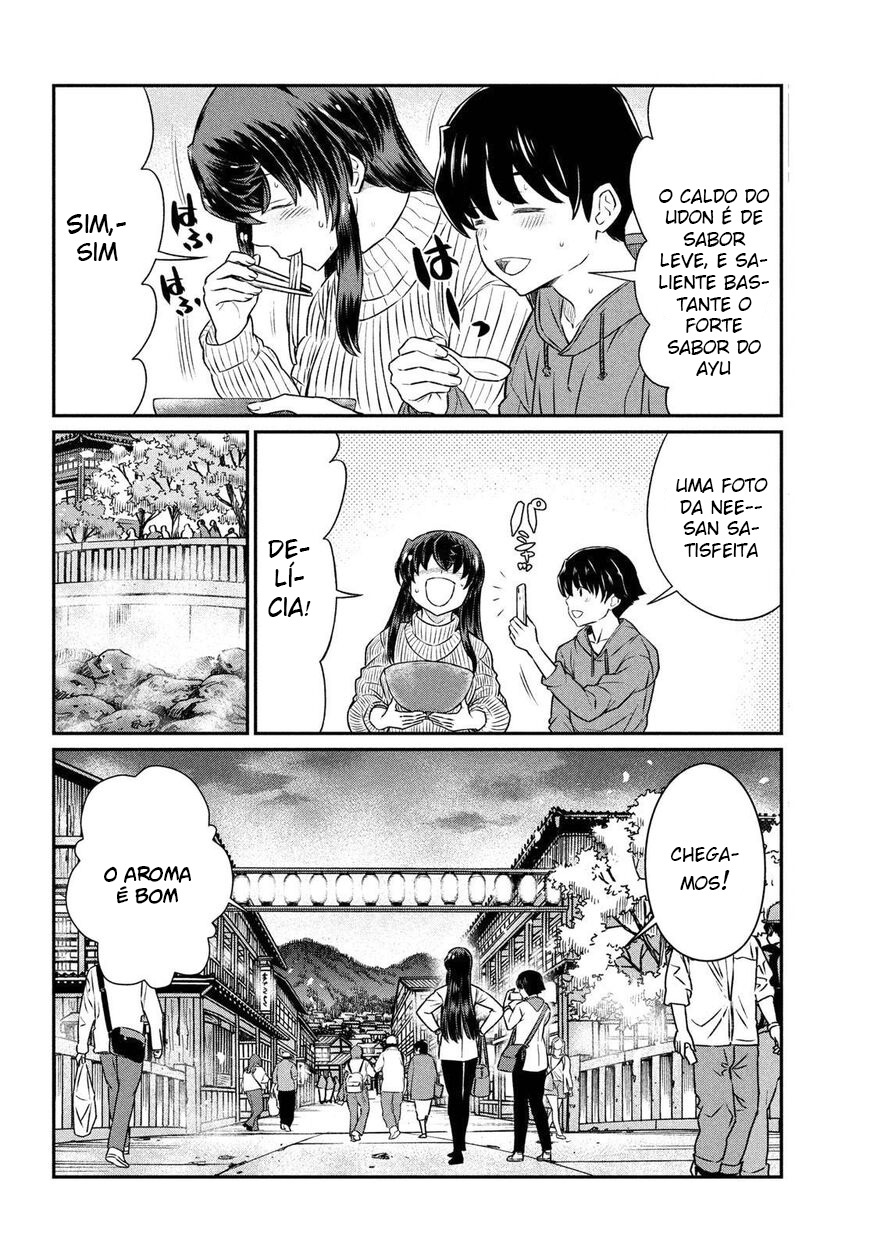 O CALDO DO
UDON É DE
SABOR
LEVE, E SA-
LIENTE BAS-
TANTE O
FORTE
SABOR DO
AYU
はぁ
っ
SIM,-
SIM
はふ
はふ
UMA FOTO
DA NEE--
SAN SA-
TISFEITA
パシャ
DE-
LÍ-
CIA!
CHEGA-
MOS!
O AROMA
É BOM